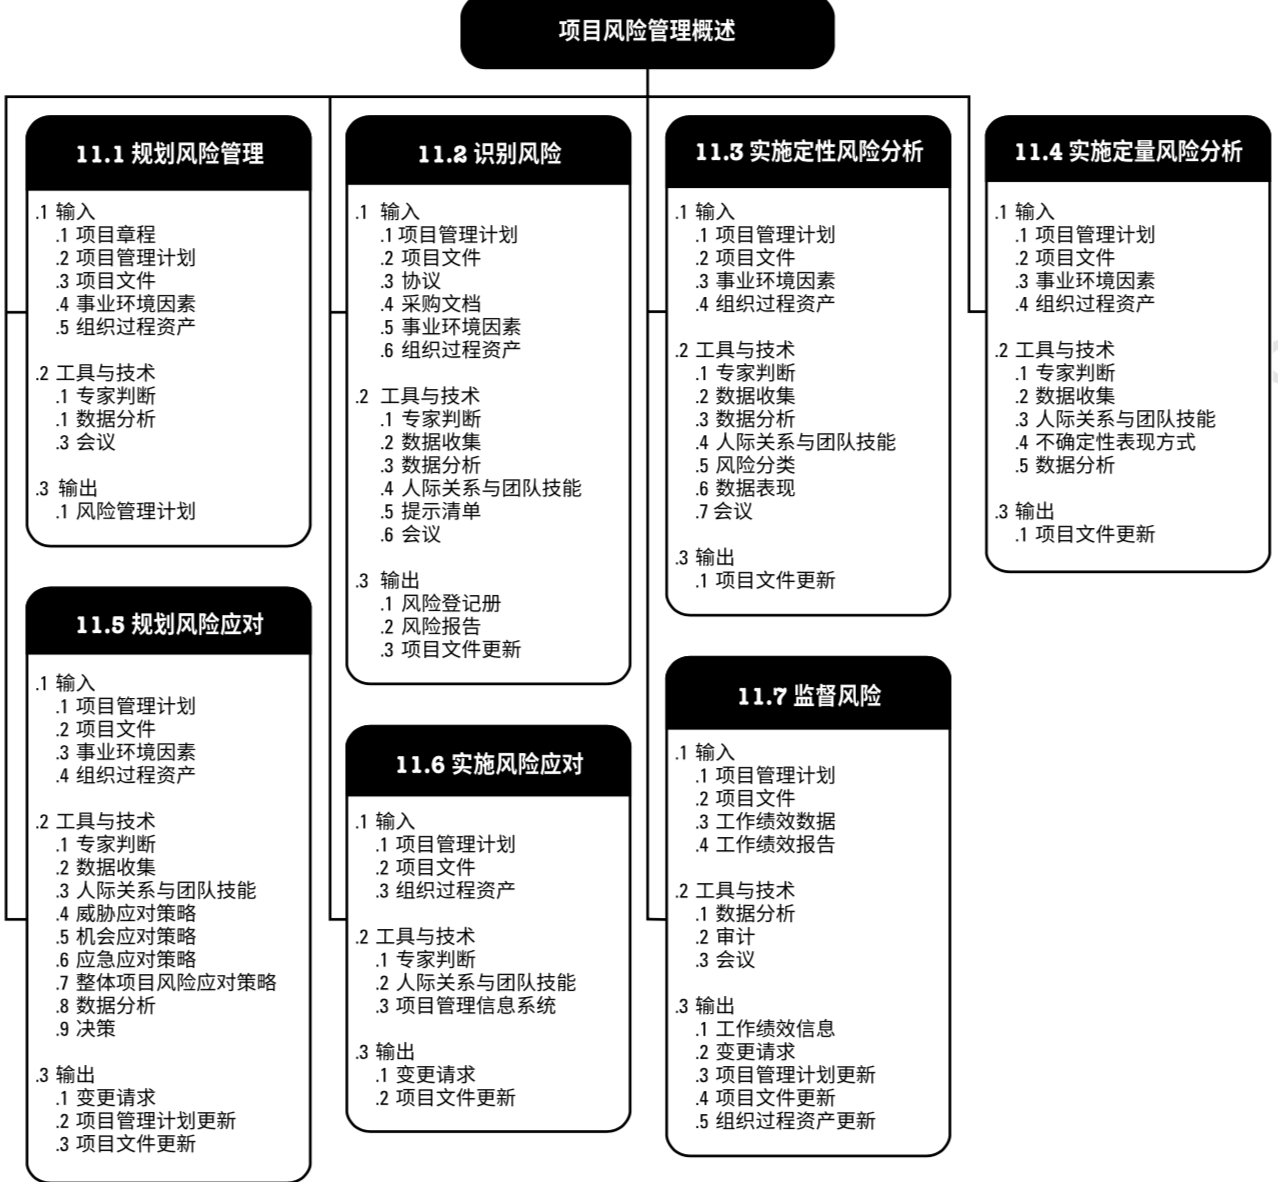 项目风险管理概述
11.1 规划风险管理
.1 输入
.1 项目章程
.2 项目管理计划
.3 项目文件
.4 事业环境因素
.5 组织过程资产
.2 工具与技术
.1 专家判断
.1 数据分析
.3 会议
.3 输出
.1 风险管理计划
11.2 识别风险
.1 输入
.1 项目管理计划
.2 项目文件
.3 协议
.4 采购文档
.5 事业环境因素
.6 组织过程资产
.2 工具与技术
.1 专家判断
.2 数据收集
.3 数据分析
.4 人际关系与团队技能
.5 提示清单
.6 会议
.3 输出
.1 风险登记册
.2 风险报告
.3 项目文件更新
11.3 实施定性风险分析
.1 输入
.1 项目管理计划
.2 项目文件
.3 事业环境因素
.4 组织过程资产
.2 工具与技术
.1 专家判断
.2 数据收集
.3 数据分析
.4 人际关系与团队技能
.5 风险分类
.6 数据表现
.7 会议
.3 输出
.1 项目文件更新
11.4 实施定量风险分析
.1 输入
.1 项目管理计划
.2 项目文件
.3 事业环境因素
.4 组织过程资产
.2 工具与技术
.1 专家判断
.2 数据收集
.3 人际关系与团队技能
.4 不确定性表现方式
.5 数据分析
.3 输出
.1 项目文件更新
11.5 规划风险应对
.1 输入
.1 项目管理计划
.2 项目文件
.3 事业环境因素
.4 组织过程资产
.2 工具与技术
.1 专家判断
.2 数据收集
.3 人际关系与团队技能
.4 威胁应对策略
.5 机会应对策略
.6 应急应对策略
.7 整体项目风险应对策略
.8 数据分析
.9 决策
.3 输出
.1 变更请求
.2 项目管理计划更新
.3 项目文件更新
11.6 实施风险应对
.1 输入
.1 项目管理计划
.2 项目文件
.3 组织过程资产
.2 工具与技术
.1 专家判断
.2 人际关系与团队技能
.3 项目管理信息系统
.3 输出
.1 变更请求
.2 项目文件更新
11.7 监督风险
.1 输入
.1 项目管理计划
.2 项目文件
.3 工作绩效数据
.4 工作绩效报告
.2 工具与技术
.1 数据分析
.2 审计
.3 会议
.3 输出
.1 工作绩效信息
.2 变更请求
.3 项目管理计划更新
.4 项目文件更新
.5 组织过程资产更新